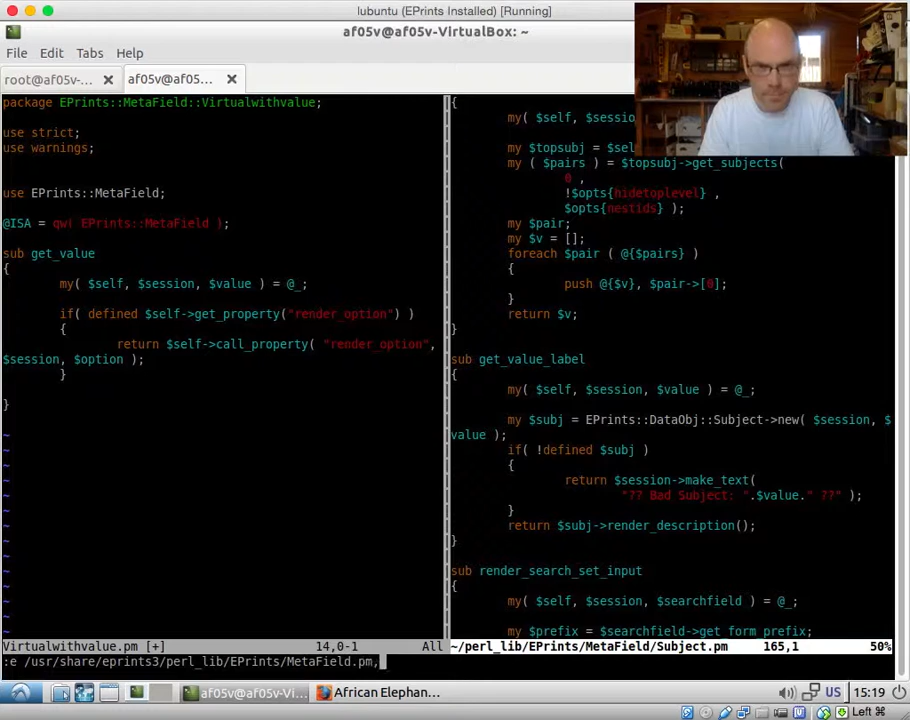 lubuntu (EPrints Installed) [Running]
af05v@af05v-VirtualBox: ~
File Edit Tabs Help
root@af05v-...
af05v@af05...
package EPrints::MetaField::Virtualwithvalue;
use strict;
use warnings;
use EPrints::MetaField;
@ISA = qw( EPrints::MetaField );
sub get_value
{
my( $self, $session, $value ) = @_;
if( defined $self->get_property("render_option") )
{
return $self->call_property( "render_option",
$session, $option );
}
}
~
~
~
~
~
~
~
~
~
~
~
~
~
~
Virtualwithvalue.pm [+] 14,0-1 All
{
my( $self, $sessio
my $topsubj = $sel
my ( $pairs ) = $topsubj->get_subjects(
0 ,
!$opts{hidetoplevel} ,
$opts{nestids} );
my $pair;
my $v = [];
foreach $pair ( @{$pairs} )
{
push @{$v}, $pair->[0];
}
return $v;
}
sub get_value_label
{
my( $self, $session, $value ) = @_;
my $subj = EPrints::DataObj::Subject->new( $session, $
value );
if( !defined $subj )
{
return $session->make_text(
"?? Bad Subject: ".$value." ??" );
}
return $subj->render_description();
}
sub render_search_set_input
{
my( $self, $session, $searchfield ) = @_;
my $prefix = $searchfield->get_form_prefix;
~/perl_lib/EPrints/MetaField/Subject.pm 165,1 50%
:e /usr/share/eprints3/perl_lib/EPrints/MetaField.pm,
af05v@af05v-Vi...
African Elephan...
US
15:19
Left ⌘